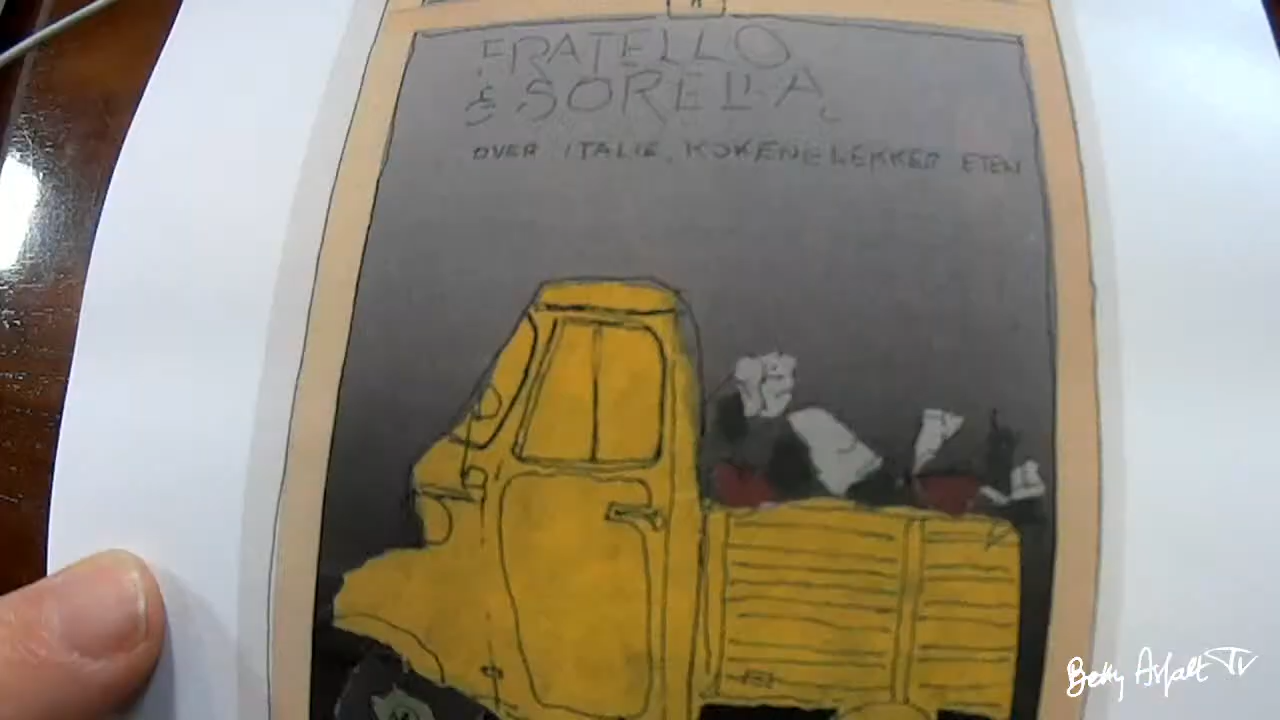 FRATELLO
& SORELLA
OVER ITALIE, KOKEN EN LEKKER ETEN
Betty Asfalt TV